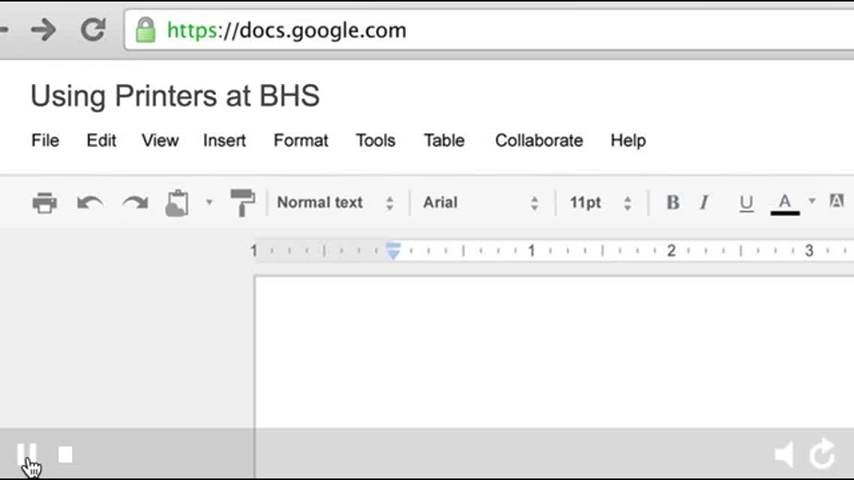 https://docs.google.com
Using Printers at BHS
File Edit View Insert Format Tools Table Collaborate Help
Normal text Arial 11pt B I U A A
1 1 2 3